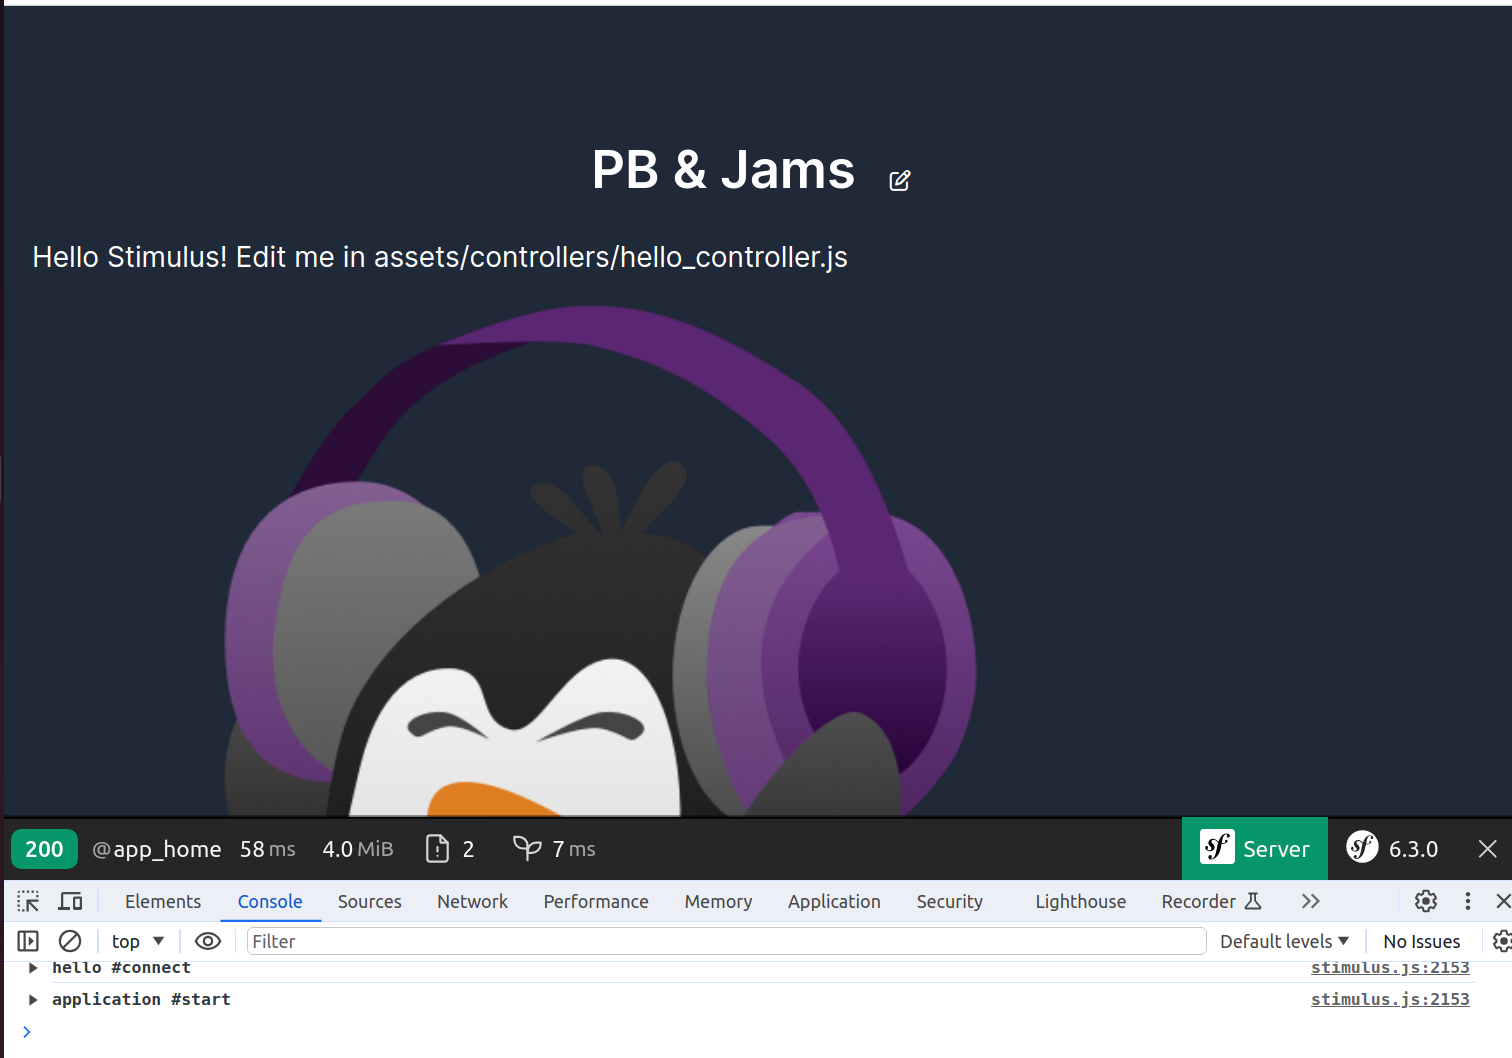 PB & Jams
Hello Stimulus! Edit me in assets/controllers/hello_controller.js
200 @app_home 58 ms 4.0 MiB 2 7 ms sf Server sf 6.3.0
Elements Console Sources Network Performance Memory Application Security Lighthouse Recorder
top Filter Default levels No Issues
hello #connect stimulus.js:2153
application #start stimulus.js:2153